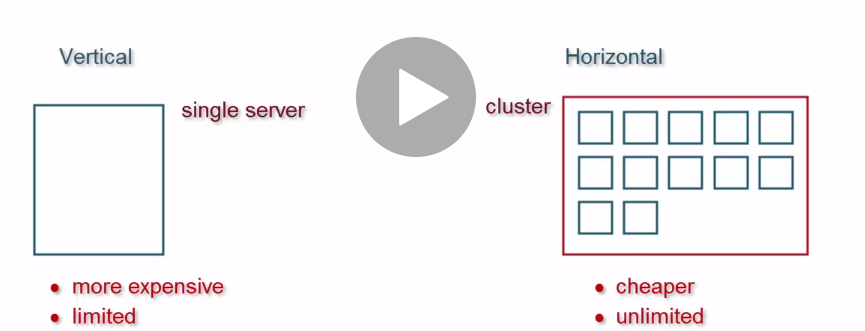 Vertical
single server
• more expensive
• limited
Horizontal
cluster
• cheaper
• unlimited